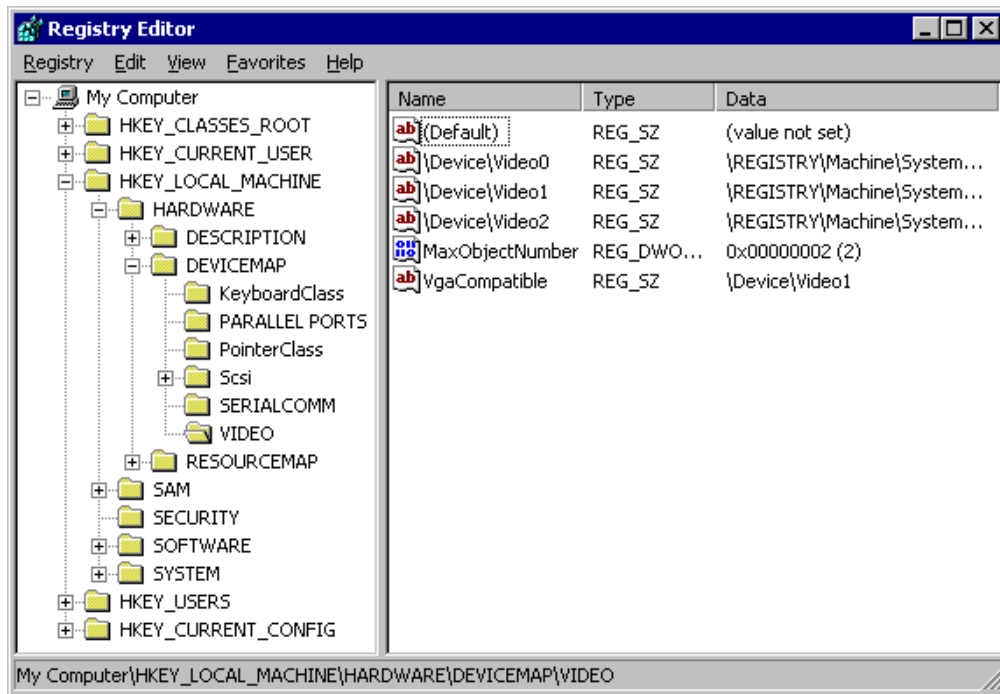 Registry Editor
Registry Edit View Favorites Help
My Computer
HKEY_CLASSES_ROOT
HKEY_CURRENT_USER
HKEY_LOCAL_MACHINE
HARDWARE
DESCRIPTION
DEVICEMAP
KeyboardClass
PARALLEL PORTS
PointerClass
Scsi
SERIALCOMM
VIDEO
RESOURCEMAP
SAM
SECURITY
SOFTWARE
SYSTEM
HKEY_USERS
HKEY_CURRENT_CONFIG
Name Type Data
(Default) REG_SZ (value not set)
\Device\Video0 REG_SZ \REGISTRY\Machine\System...
\Device\Video1 REG_SZ \REGISTRY\Machine\System...
\Device\Video2 REG_SZ \REGISTRY\Machine\System...
MaxObjectNumber REG_DWO... 0x00000002 (2)
VgaCompatible REG_SZ \Device\Video1
My Computer\HKEY_LOCAL_MACHINE\HARDWARE\DEVICEMAP\VIDEO